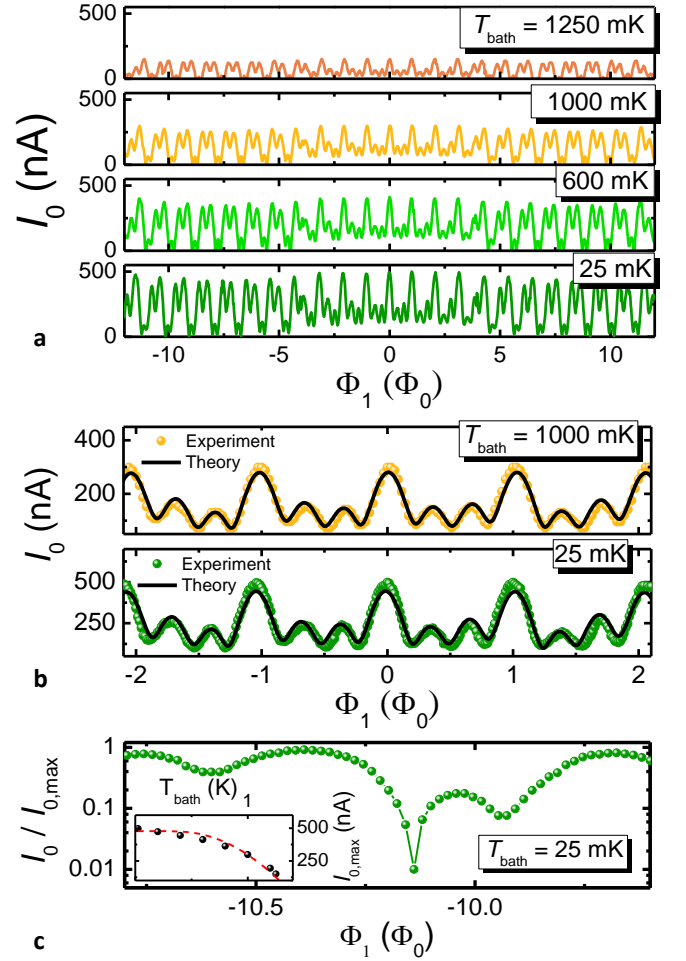 500
T_bath = 1250 mK
0
500
1000 mK
0
500
600 mK
0
500
25 mK
0
I_0 (nA)
-10 -5 0 5 10
a
Φ_1 (Φ_0)
400
T_bath = 1000 mK
Experiment
Theory
200
I_0 (nA)
500
25 mK
Experiment
Theory
250
-2 -1 0 1 2
b
Φ_1 (Φ_0)
1
T_bath (K) 1
0.1
500
250
I_0,max (nA)
I_0 / I_0,max
T_bath = 25 mK
0.01
-10.5 -10.0
c
Φ_1 (Φ_0)